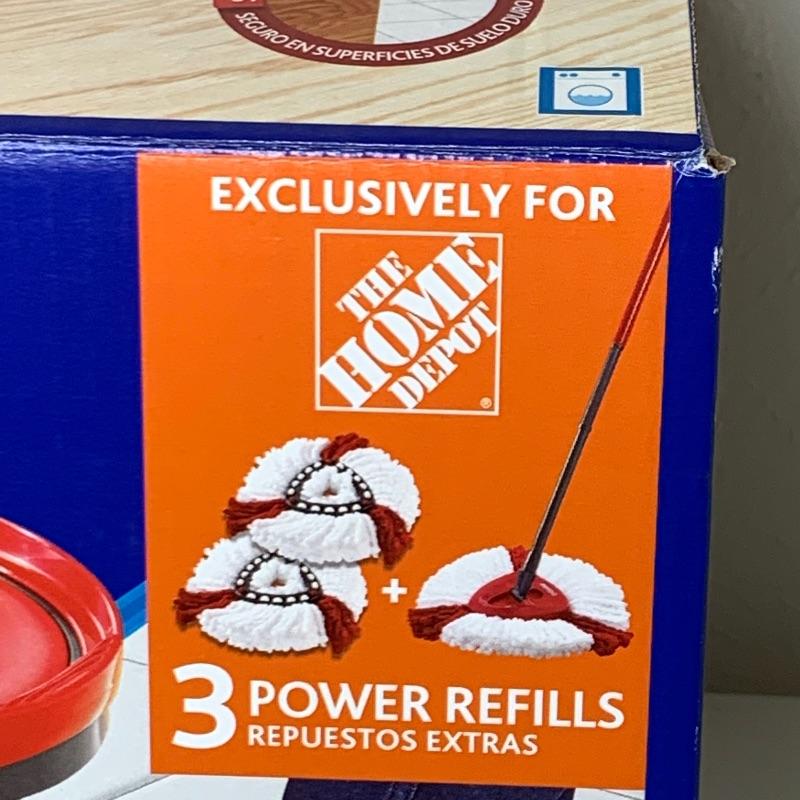 SEGURO EN SUPERFICIES DE SUELO DURO
EXCLUSIVELY FOR
THE
HOME
DEPOT
®
3 POWER REFILLS
REPUESTOS EXTRAS